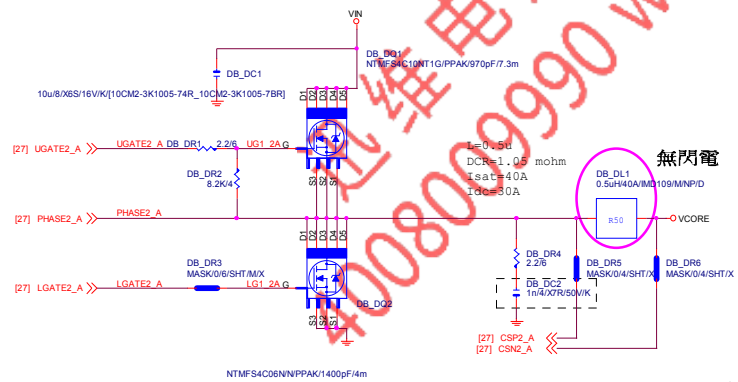 VIN
DB_DQ1
NTMFS4C10NT1G/PPAK/970pF/7.3m
DB_DC1
10u/8/X6S/16V/K/[10CM2-3K1005-74R_10CM2-3K1005-7BR]
D1
D2
D3
D4
D5
[27] UGATE2_A
UGATE2_A
DB_DR1
2.2/6
UG1_2A
G
S3
S2
S1
DB_DR2
8.2K/4
L=0.5u
DCR=1.05 mohm
Isat=40A
Idc=30A
無閃電
DB_DL1
0.5uH/40A/IMD109/M/NP/D
R50
VCORE
[27] PHASE2_A
PHASE2_A
D1
D2
D3
D4
D5
DB_DR3
MASK/0/6/SHT/M/X
[27] LGATE2_A
LGATE2_A
LG1_2A
G
S3
S2
S1
DB_DQ2
NTMFS4C06N/N/PPAK/1400pF/4m
DB_DR4
2.2/6
DB_DC2
1n/4/X7R/50V/K
DB_DR5
MASK/0/4/SHT/X
DB_DR6
MASK/0/4/SHT/X
[27] CSP2_A
[27] CSN2_A
迅维电
4008009990 w